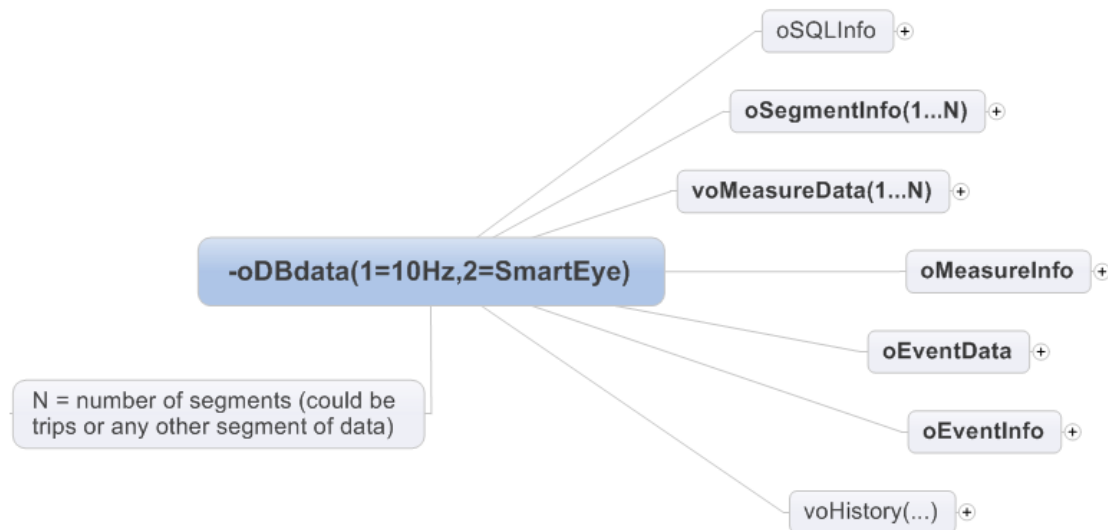 oSQLInfo
oSegmentInfo(1...N)
voMeasureData(1...N)
-oDBdata(1=10Hz,2=SmartEye)
oMeasureInfo
oEventData
N = number of segments (could be
trips or any other segment of data)
oEventInfo
voHistory(...)